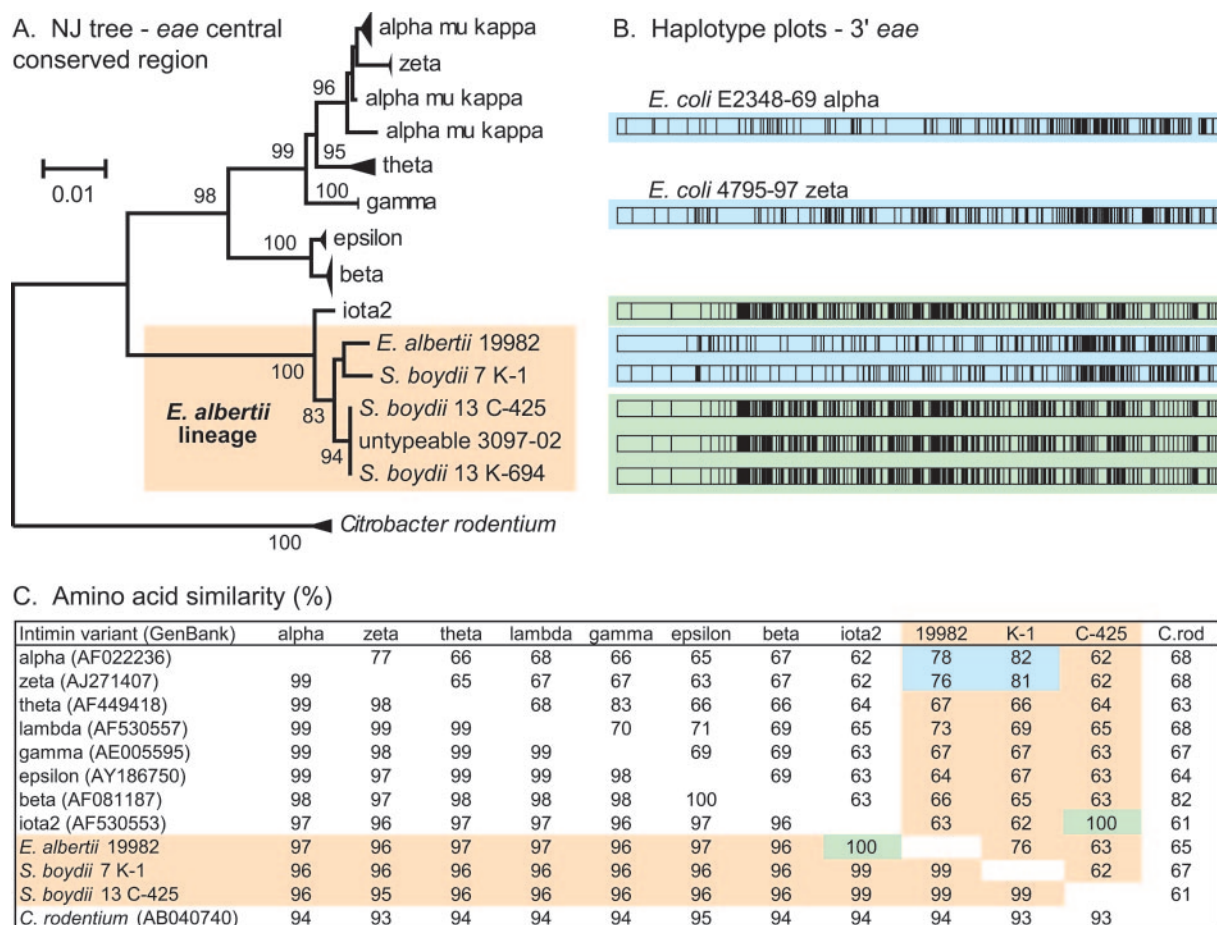 A. NJ tree - eae central
conserved region
alpha mu kappa
zeta
96
alpha mu kappa
alpha mu kappa
0.01
99
95
theta
98
100
gamma
100
epsilon
beta
iota2
E. albertii 19982
100
S. boydii 7 K-1
E. albertii
lineage
83
S. boydii 13 C-425
untypeable 3097-02
94
S. boydii 13 K-694
Citrobacter rodentium
100
B. Haplotype plots - 3' eae
E. coli E2348-69 alpha
E. coli 4795-97 zeta
C. Amino acid similarity (%)
Intimin variant (GenBank) alpha zeta theta lambda gamma epsilon beta iota2 19982 K-1 C-425 C.rod
alpha (AF022236) 77 66 68 66 65 67 62 78 82 62 68
zeta (AJ271407) 99 65 67 67 63 67 62 76 81 62 68
theta (AF449418) 99 98 68 83 66 66 64 67 66 64 63
lambda (AF530557) 99 99 99 70 71 69 65 73 69 65 68
gamma (AE005595) 99 98 99 99 69 69 63 67 67 63 67
epsilon (AY186750) 99 97 99 99 98 69 63 64 67 63 64
beta (AF081187) 98 97 98 98 98 100 63 66 65 63 82
iota2 (AF530553) 97 96 97 97 96 97 96 63 62 100 61
E. albertii 19982 97 96 97 97 96 97 96 100 76 63 65
S. boydii 7 K-1 96 96 96 96 96 96 96 99 99 62 67
S. boydii 13 C-425 96 95 96 96 96 96 96 99 99 99 61
C. rodentium (AB040740) 94 93 94 94 94 95 94 94 94 93 93